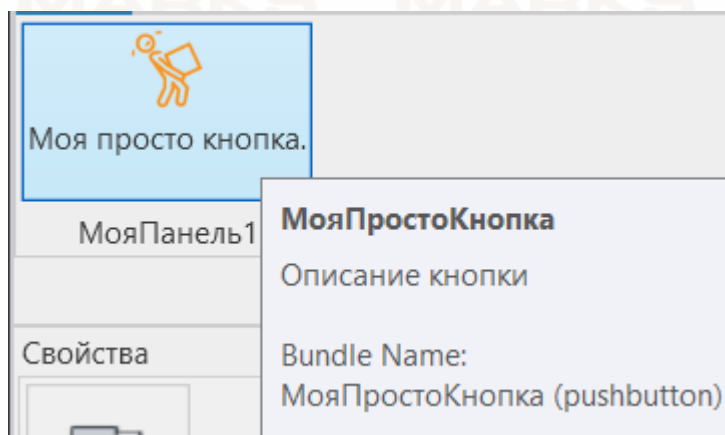 Моя просто кнопка.
МояПанель1
МояПростоКнопка
Описание кнопки
Свойства
Bundle Name:
МояПростоКнопка (pushbutton)